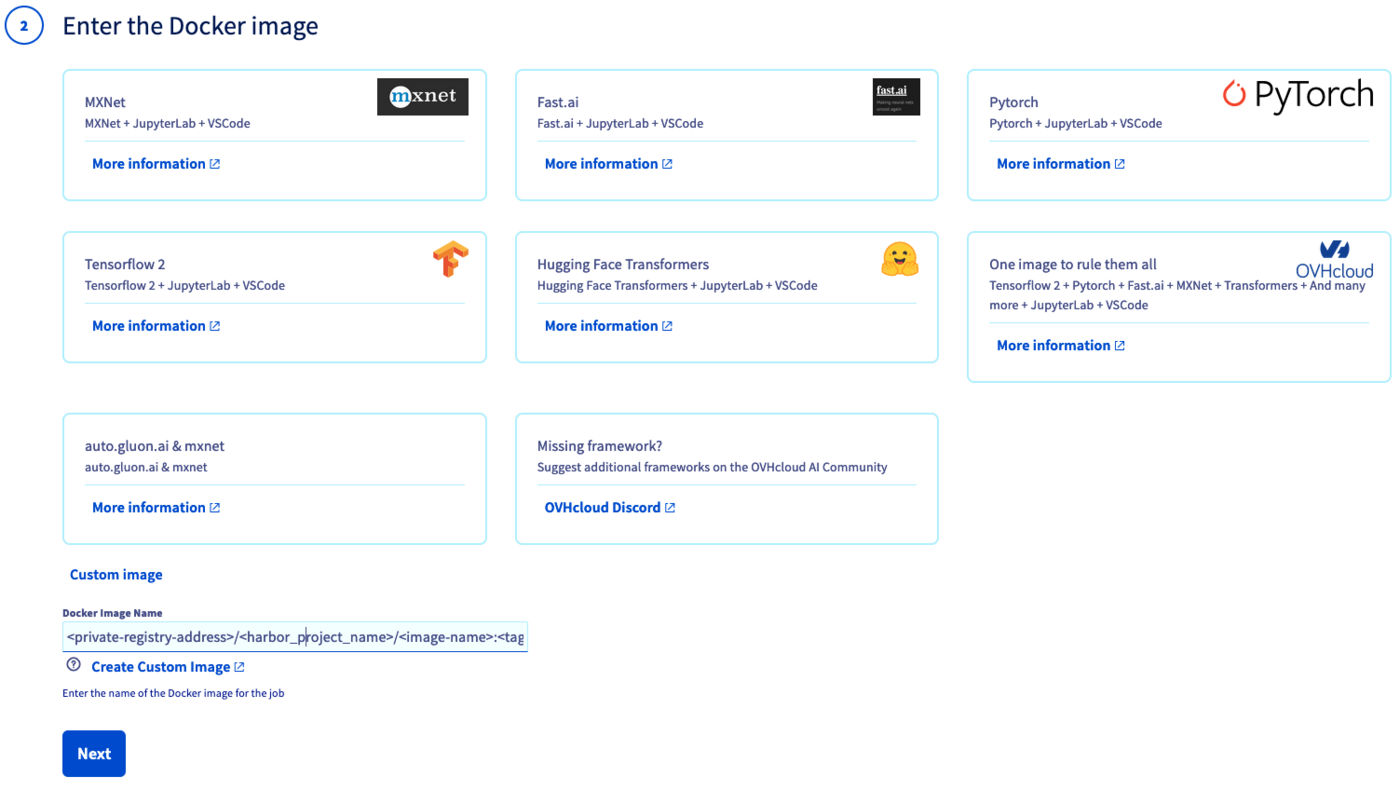 2
Enter the Docker image
MXNet
mxnet
MXNet + JupyterLab + VSCode
More information
Fast.ai
fast.ai
Making neural nets
uncool again
Fast.ai + JupyterLab + VSCode
More information
Pytorch
PyTorch
Pytorch + JupyterLab + VSCode
More information
Tensorflow 2
Tensorflow 2 + JupyterLab + VSCode
More information
Hugging Face Transformers
Hugging Face Transformers + JupyterLab + VSCode
More information
One image to rule them all
OVHcloud
Tensorflow 2 + Pytorch + Fast.ai + MXNet + Transformers + And many
more + JupyterLab + VSCode
More information
auto.gluon.ai & mxnet
auto.gluon.ai & mxnet
More information
Missing framework?
Suggest additional frameworks on the OVHcloud AI Community
OVHcloud Discord
Custom image
Docker Image Name
<private-registry-address>/<harbor_project_name>/<image-name>:<tag
Create Custom Image
Enter the name of the Docker image for the job
Next